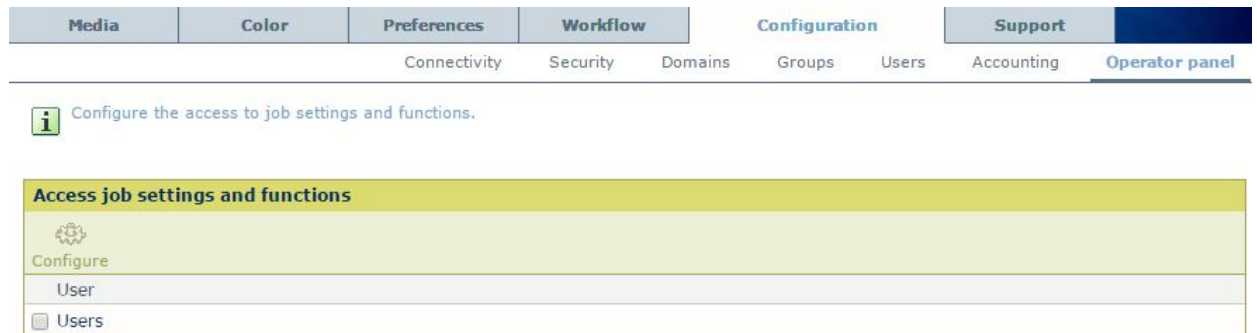 Media Color Preferences Workflow Configuration Support
Connectivity Security Domains Groups Users Accounting Operator panel
i Configure the access to job settings and functions.
Access job settings and functions
Configure
User
Users